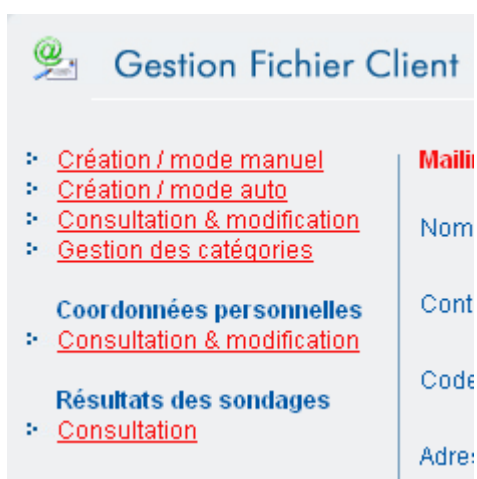 Gestion Fichier Client
Création / mode manuel
Création / mode auto
Consultation & modification
Gestion des catégories
Coordonnées personnelles
Consultation & modification
Résultats des sondages
Consultation
Nom